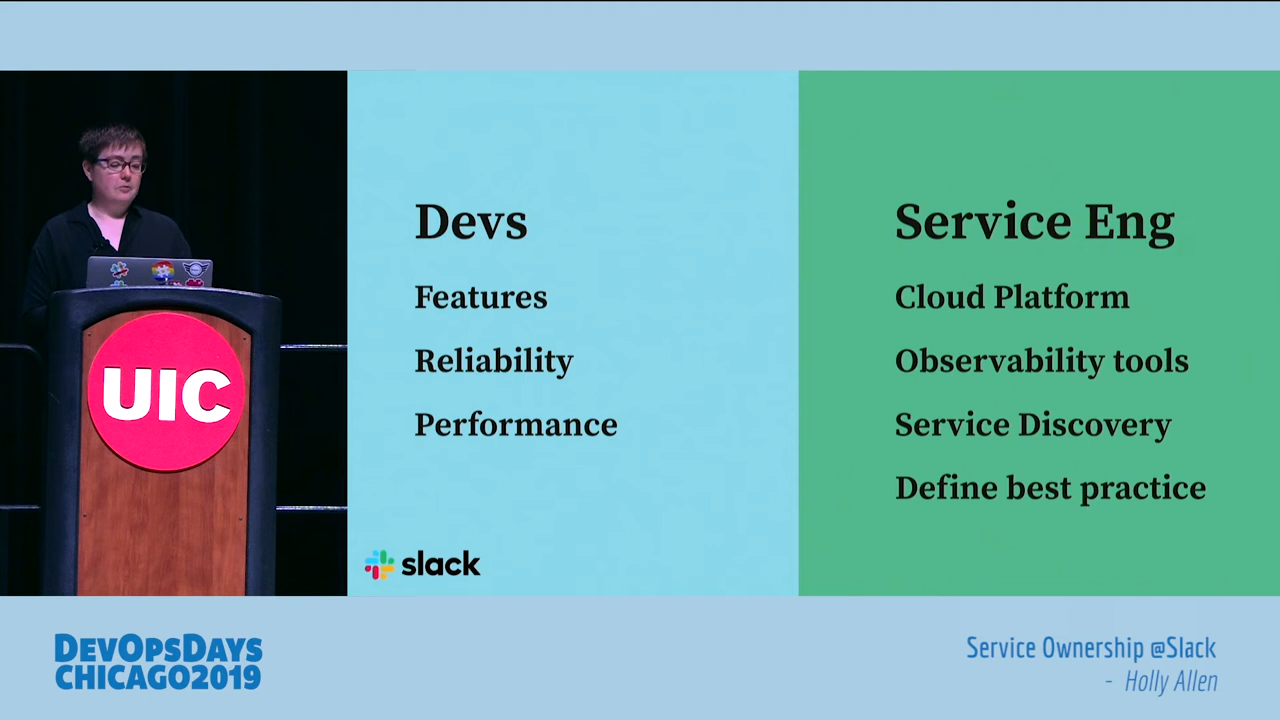 Devs
Features
Reliability
Performance
slack
Service Eng
Cloud Platform
Observability tools
Service Discovery
Define best practice
UIC
DEVOPSDAYS
CHICAGO2019
Service Ownership @Slack
- Holly Allen